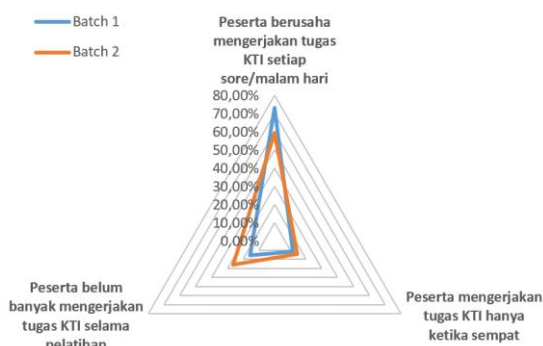 Batch 1
Batch 2
Peserta berusaha
mengerjakan tugas
KTI setiap
sore/malam hari
80,00%
70,00%
60,00%
50,00%
40,00%
30,00%
20,00%
10,00%
0,00%
Peserta belum
banyak mengerjakan
tugas KTI selama
pelatihan
Peserta mengerjakan
tugas KTI hanya
ketika sempat